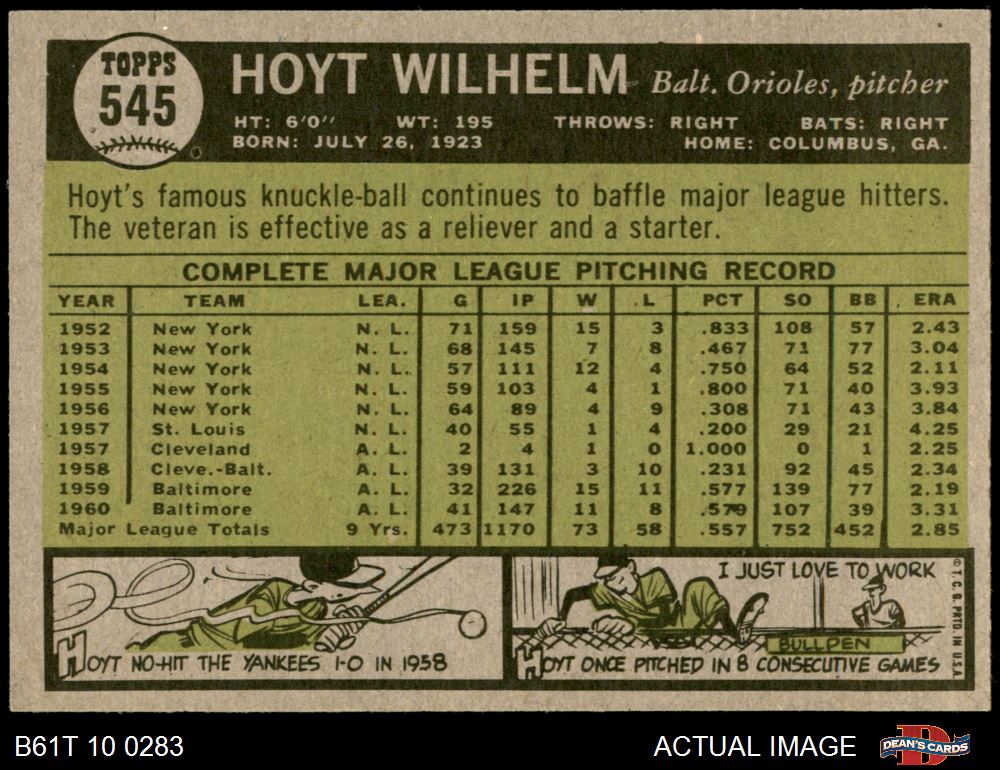 TOPPS
545
HOYT WILHELM Balt. Orioles, pitcher
HT: 6'0'' WT: 195 THROWS: RIGHT BATS: RIGHT
BORN: JULY 26, 1923 HOME: COLUMBUS, GA.
Hoyt's famous knuckle-ball continues to baffle major league hitters.
The veteran is effective as a reliever and a starter.
COMPLETE MAJOR LEAGUE PITCHING RECORD
YEAR TEAM LEA. G IP W L PCT SO BB ERA
1952 New York N. L. 71 159 15 3 .833 108 57 2.43
1953 New York N. L. 68 145 7 8 .467 71 77 3.04
1954 New York N. L. 57 111 12 4 .750 64 52 2.11
1955 New York N. L. 59 103 4 1 .800 71 40 3.93
1956 New York N. L. 64 89 4 9 .308 71 43 3.84
1957 St. Louis N. L. 40 55 1 4 .200 29 21 4.25
1957 Cleveland A. L. 2 4 1 0 1.000 0 1 2.25
1958 Cleve.-Balt. A. L. 39 131 3 10 .231 92 45 2.34
1959 Baltimore A. L. 32 226 15 11 .577 139 77 2.19
1960 Baltimore A. L. 41 147 11 8 .579 107 39 3.31
Major League Totals 9 Yrs. 473 1170 73 58 .557 752 452 2.85
HOYT NO-HIT THE YANKEES 1-0 IN 1958
I JUST LOVE TO WORK
BULLPEN
HOYT ONCE PITCHED IN 8 CONSECUTIVE GAMES
© T. C. G. PRTD. IN U.S.A.
B61T 10 0283 ACTUAL IMAGE DEAN'S CARDS